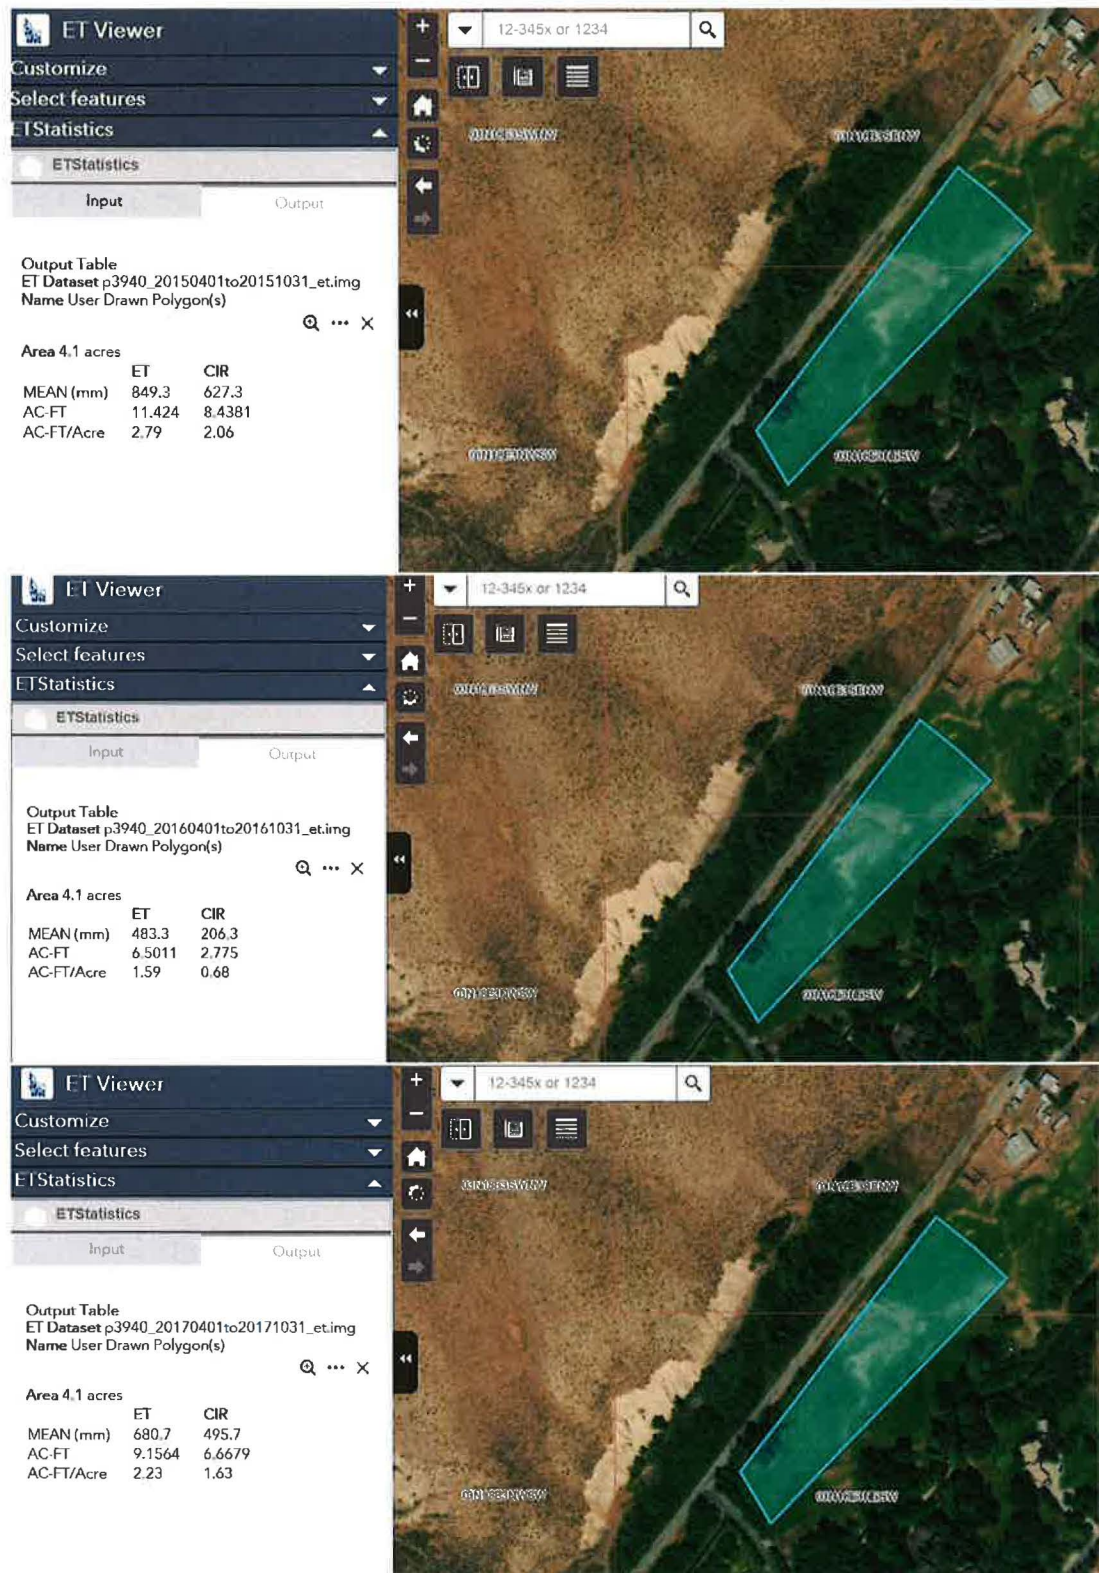 ET Viewer
12-345x or 1234
Customize
Select features
ETStatistics
ETStatistics
Input Output
Output Table
ET Dataset p3940_20150401to20151031_et.img
Name User Drawn Polygon(s)
Area 4.1 acres
ET CIR
MEAN (mm) 849.3 627.3
AC-FT 11.424 8.4381
AC-FT/Acre 2.79 2.06
ET Viewer
12-345x or 1234
Customize
Select features
ETStatistics
ETStatistics
Input Output
Output Table
ET Dataset p3940_20160401to20161031_et.img
Name User Drawn Polygon(s)
Area 4.1 acres
ET CIR
MEAN (mm) 483.3 206.3
AC-FT 6.5011 2.775
AC-FT/Acre 1.59 0.68
ET Viewer
12-345x or 1234
Customize
Select features
ETStatistics
ETStatistics
Input Output
Output Table
ET Dataset p3940_20170401to20171031_et.img
Name User Drawn Polygon(s)
Area 4.1 acres
ET CIR
MEAN (mm) 680.7 495.7
AC-FT 9.1564 6.6679
AC-FT/Acre 2.23 1.63